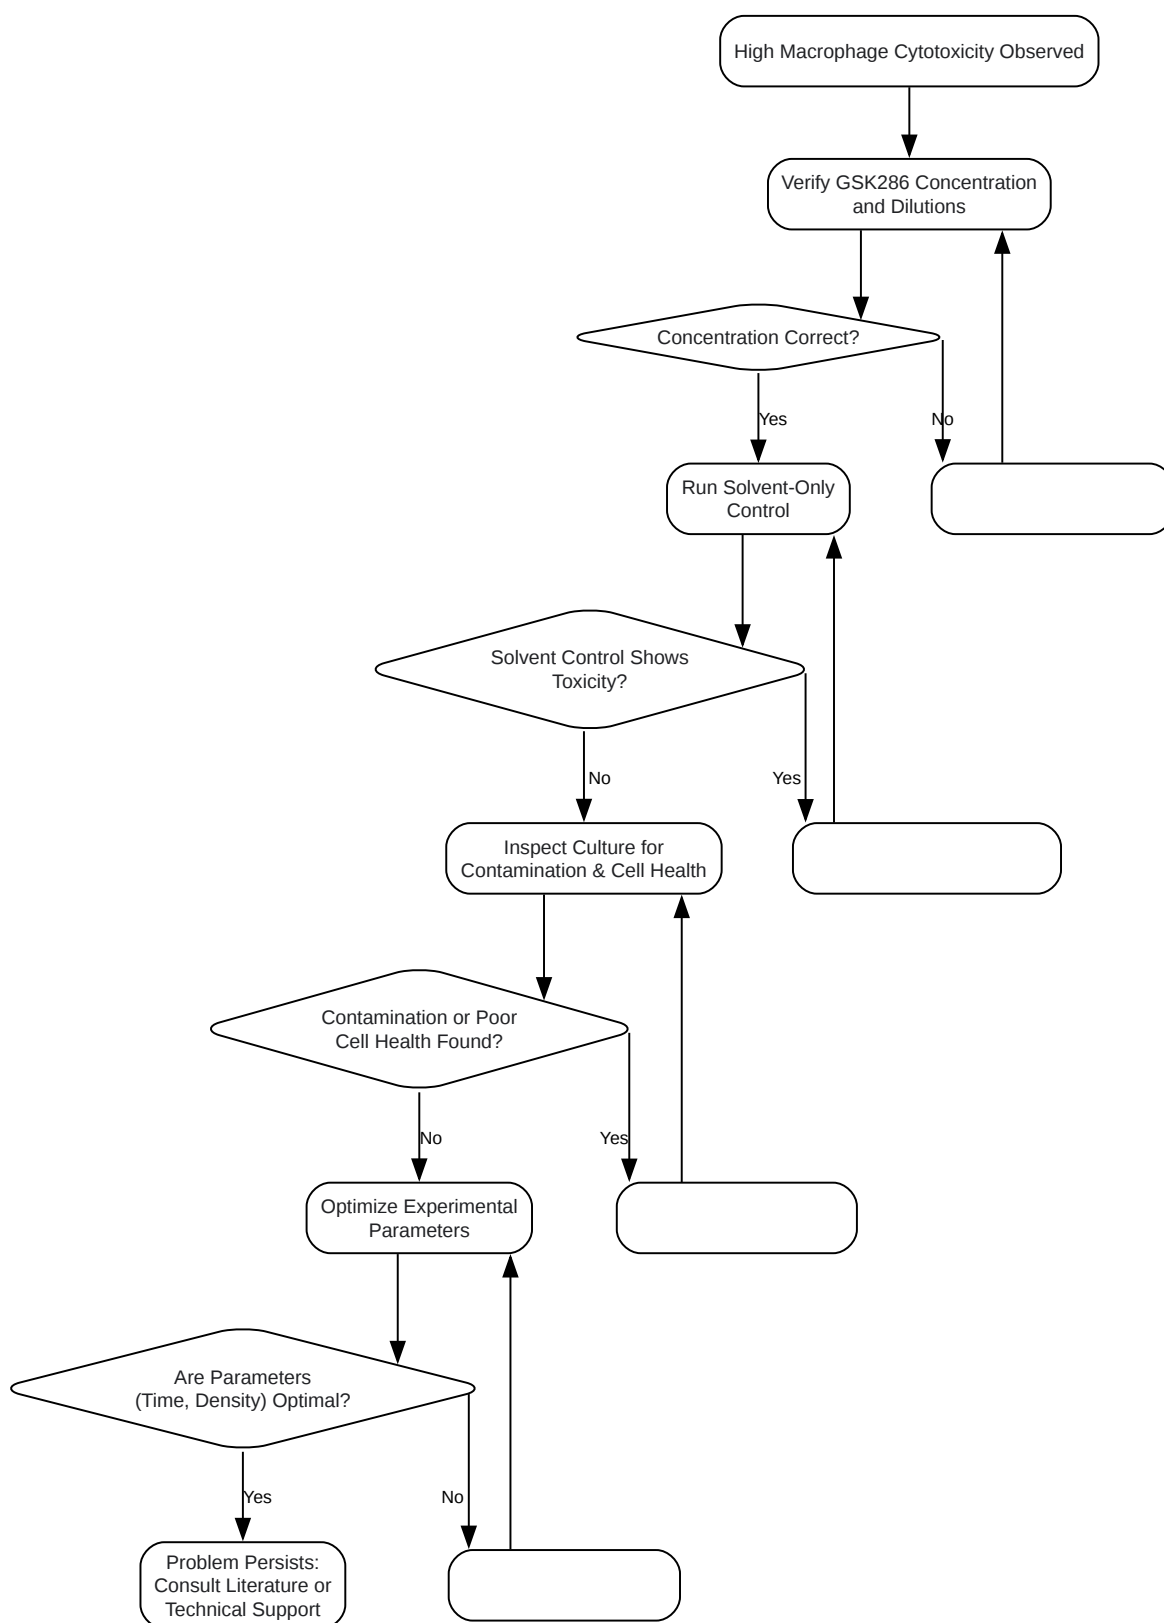 High Macrophage Cytotoxicity Observed
Verify GSK286 Concentration
and Dilutions
Concentration Correct?
Yes
No
Run Solvent-Only
Control
Solvent Control Shows
Toxicity?
No
Yes
Inspect Culture for
Contamination & Cell Health
Contamination or Poor
Cell Health Found?
No
Yes
Optimize Experimental
Parameters
Are Parameters
(Time, Density) Optimal?
Yes
No
Problem Persists:
Consult Literature or
Technical Support